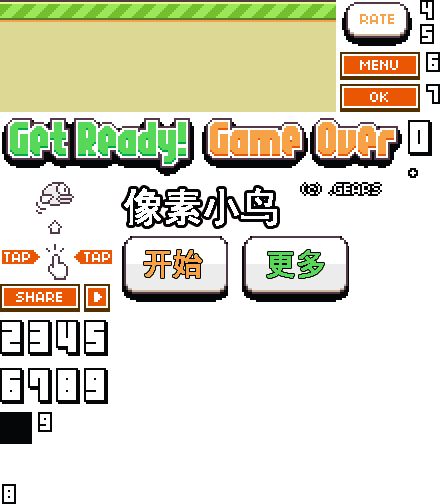 RATE
4
5
MENU
6
OK
7
Get Ready!
Game Over
1
像素小鸟
© .GEARS
TAP
TAP
开始
更多
SHARE
2345
6789
9
0